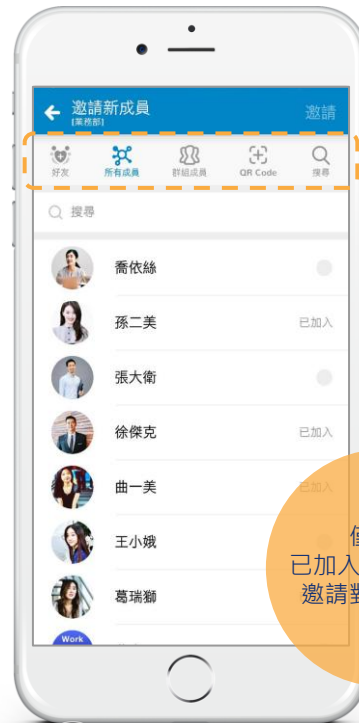 邀請新成員
[業務部]
邀請
好友
所有成員
群組成員
QR Code
搜尋
搜尋
喬依絲
孫二美
已加入
張大衛
徐傑克
已加入
曲一美
已加入
王小娥
葛瑞獅
Work
已加入
邀請對